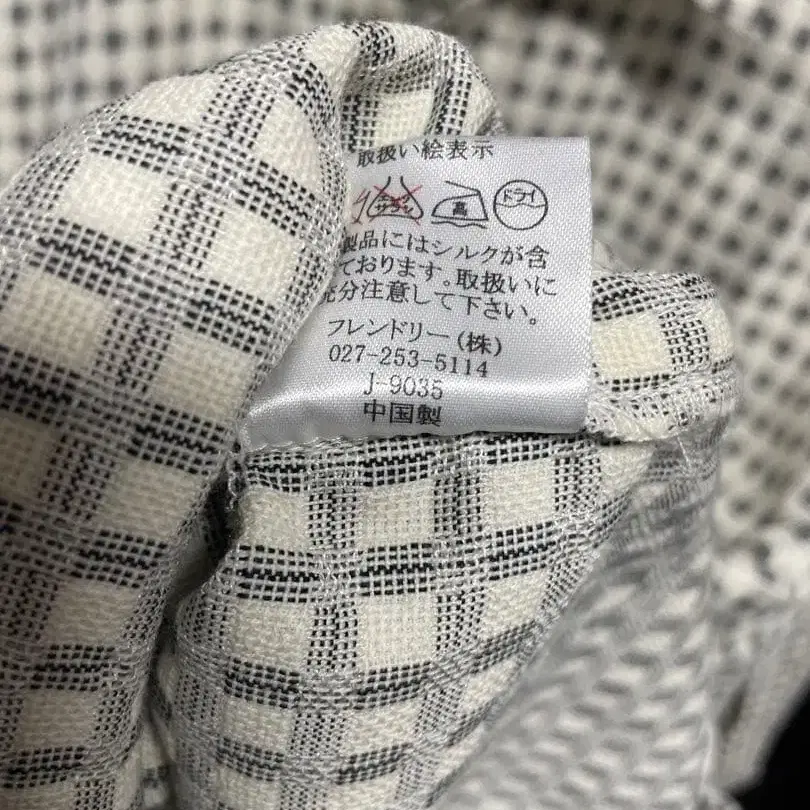 取扱い絵表示
高 ドライ
製品にはシルクが含
ております。取扱いに
充分注意して下さい。
フレンドリー(株)
027-253-5114
J-9035
中国製